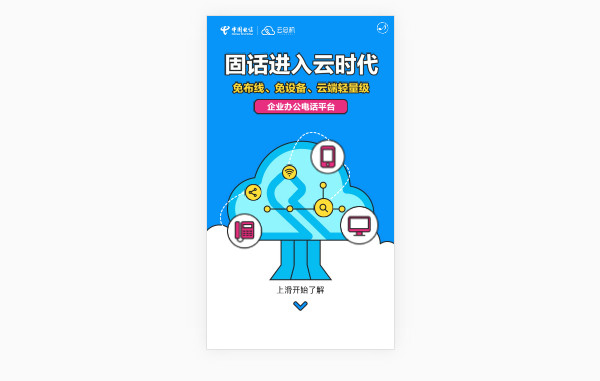 中国电信 云总机
固话进入云时代
免布线、免设备、云端轻量级
企业办公电话平台
上滑开始了解